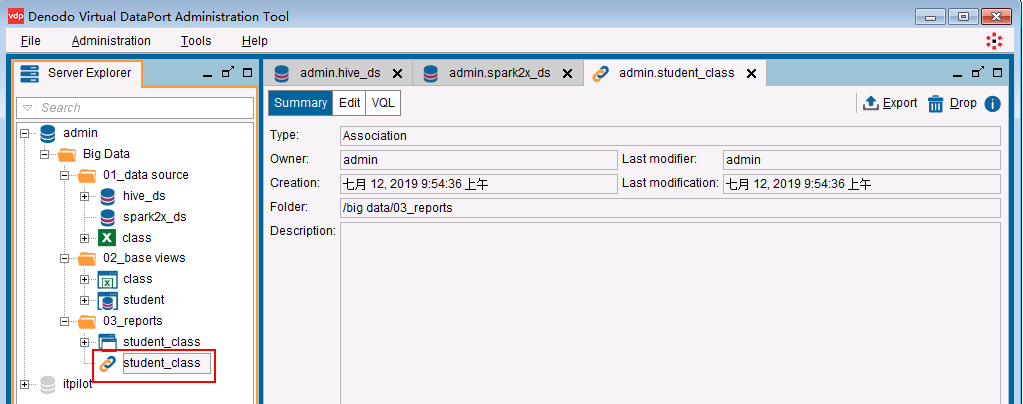 vdp Denodo Virtual DataPort Administration Tool
File Administration Tools Help
Server Explorer
admin.hive_ds admin.spark2x_ds admin.student_class
Search
Summary Edit VQL Export Drop
admin
Big Data
01_data source
hive_ds
spark2x_ds
class
02_base views
class
student
03_reports
student_class
student_class
itpilot
Type: Association
Owner: admin Last modifier: admin
Creation: 七月 12, 2019 9:54:36 上午 Last modification: 七月 12, 2019 9:54:36 上午
Folder: /big data/03_reports
Description: